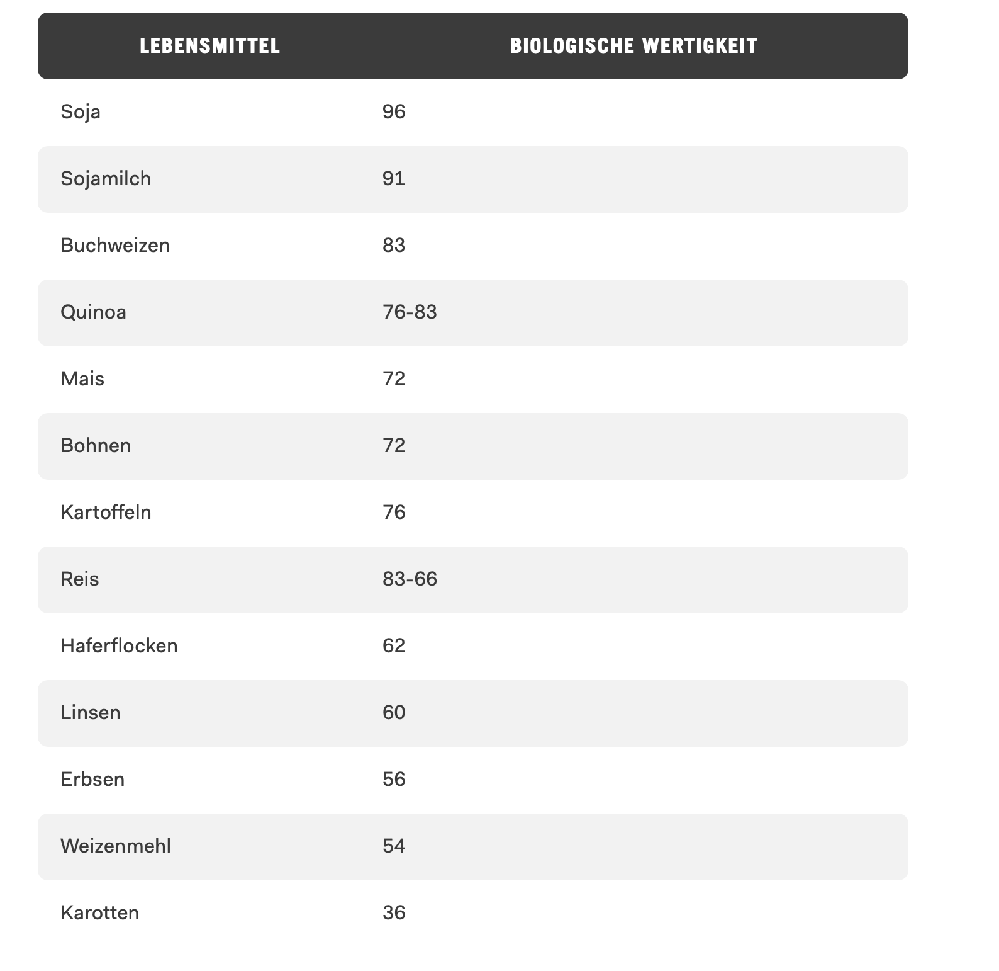 LEBENSMITTEL BIOLOGISCHE WERTIGKEIT
Soja 96
Sojamilch 91
Buchweizen 83
Quinoa 76-83
Mais 72
Bohnen 72
Kartoffeln 76
Reis 83-66
Haferflocken 62
Linsen 60
Erbsen 56
Weizenmehl 54
Karotten 36